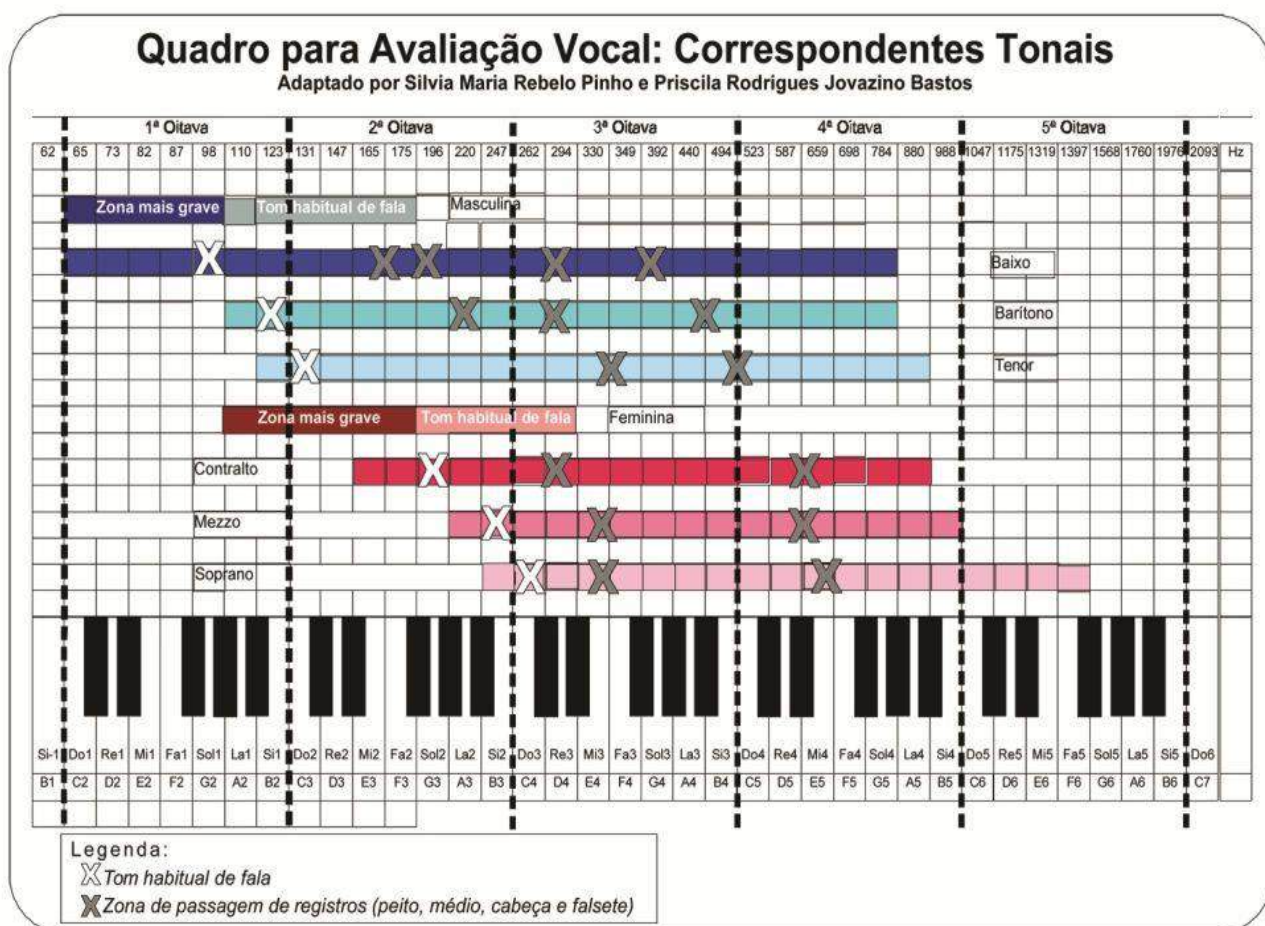 Quadro para Avaliação Vocal: Correspondentes Tonais
Adaptado por Silvia Maria Rebelo Pinho e Priscila Rodrigues Jovazino Bastos
1ª Oitava 2ª Oitava 3ª Oitava 4ª Oitava 5ª Oitava
62 65 73 82 87 98 110 123 131 147 165 175 196 220 247 262 294 330 349 392 440 494 523 587 659 698 784 880 988 1047 1175 1319 1397 1568 1760 1976 2093 Hz
Zona mais grave Tom habitual de fala Masculina
Baixo
Barítono
Tenor
Zona mais grave Tom habitual de fala Feminina
Contralto
Mezzo
Soprano
Si-1 Do1 Re1 Mi1 Fa1 Sol1 La1 Si1 Do2 Re2 Mi2 Fa2 Sol2 La2 Si2 Do3 Re3 Mi3 Fa3 Sol3 La3 Si3 Do4 Re4 Mi4 Fa4 Sol4 La4 Si4 Do5 Re5 Mi5 Fa5 Sol5 La5 Si5 Do6
B1 C2 D2 E2 F2 G2 A2 B2 C3 D3 E3 F3 G3 A3 B3 C4 D4 E4 F4 G4 A4 B4 C5 D5 E5 F5 G5 A5 B5 C6 D6 E6 F6 G6 A6 B6 C7
Legenda:
X Tom habitual de fala
X Zona de passagem de registros (peito, médio, cabeça e falsete)